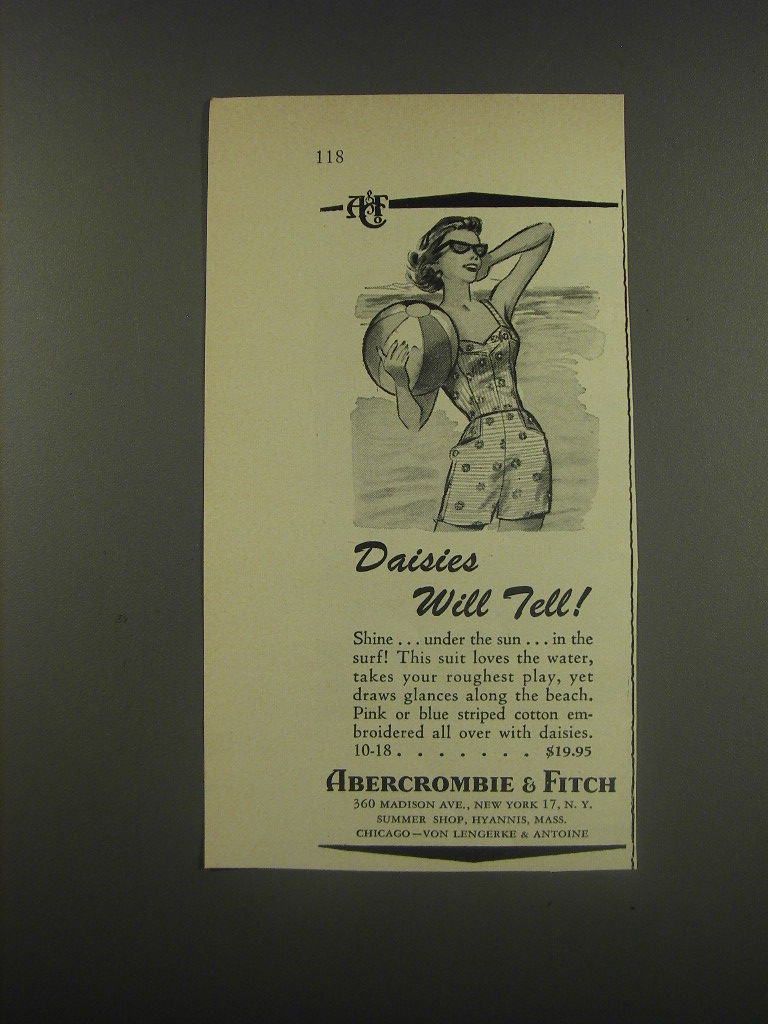 118
A&F Co
Daisies
Will Tell!
Shine . . . under the sun . . . in the
surf! This suit loves the water,
takes your roughest play, yet
draws glances along the beach.
Pink or blue striped cotton em-
broidered all over with daisies.
10-18 . . . . . . . $19.95
ABERCROMBIE & FITCH
360 MADISON AVE., NEW YORK 17, N. Y.
SUMMER SHOP, HYANNIS, MASS.
CHICAGO—VON LENGERKE & ANTOINE